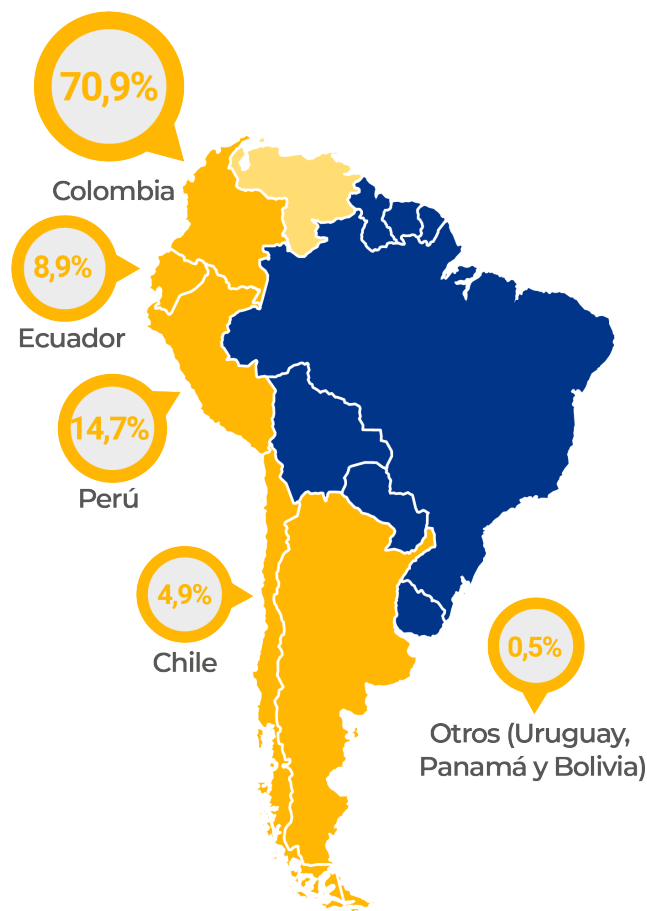 70,9%
Colombia
8,9%
Ecuador
14,7%
Perú
4,9%
Chile
0,5%
Otros (Uruguay,
Panamá y Bolivia)